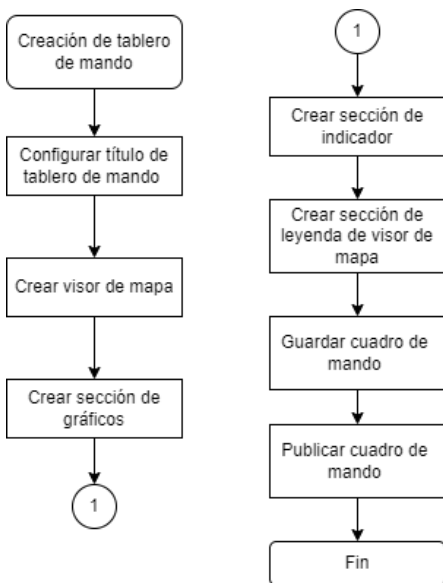 Creación de tablero
de mando
Configurar título de
tablero de mando
Crear visor de mapa
Crear sección de
gráficos
1
1
Crear sección de
indicador
Crear sección de
leyenda de visor de
mapa
Guardar cuadro de
mando
Publicar cuadro de
mando
Fin